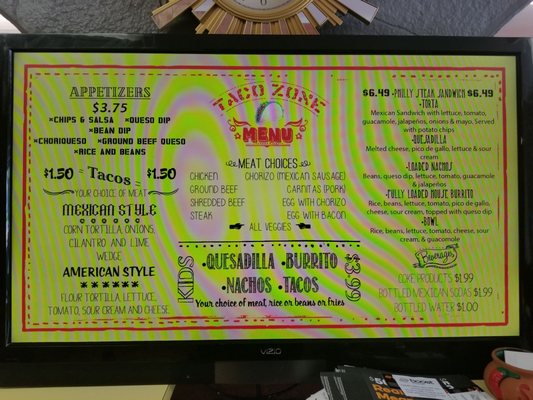 APPETIZERS
$3.75
*CHIPS & SALSA *QUESO DIP
*BEAN DIP
*CHORIQUESO *GROUND BEEF QUESO
*RICE AND BEANS
$1.50 = Tacos = $1.50
YOUR CHOICE OF MEAT
MEXICAN STYLE
CORN TORTILLA, ONIONS,
CILANTRO AND LIME
WEDGE
AMERICAN STYLE
FLOUR TORTILLA, LETTUCE,
TOMATO, SOUR CREAM AND CHEESE
TACO ZONE
MENU
MEAT CHOICES
CHICKEN CHORIZO (MEXICAN SAUSAGE)
GROUND BEEF CARNITAS (PORK)
SHREDDED BEEF EGG WITH CHORIZO
STEAK EGG WITH BACON
ALL VEGGIES
KIDS
•QUESADILLA •BURRITO
•NACHOS •TACOS
$3.99
Your choice of meat, rice or beans or fries
$6.49 •PHILLY STEAK SANDWICH $6.49
•TORTA
Mexican Sandwich with lettuce, tomato,
guacamole, jalapeños, onions & mayo, Served
with potato chips
•QUESADILLA
Melted cheese, pico de gallo, lettuce & sour
cream
•LOADED NACHOS
Beans, queso dip, lettuce, tomato, guacamole
& jalapeños
•FULLY LOADED HOUSE BURRITO
Rice, beans, lettuce, tomato, pico de gallo,
cheese, sour cream, topped with queso dip
•BOWL
Rice, beans, lettuce, tomato, cheese, sour
cream, & guacamole
Beverages
COKE PRODUCTS $1.99
BOTTLED MEXICAN SODAS $1.99
BOTTLED WATER $1.00
VIZIO